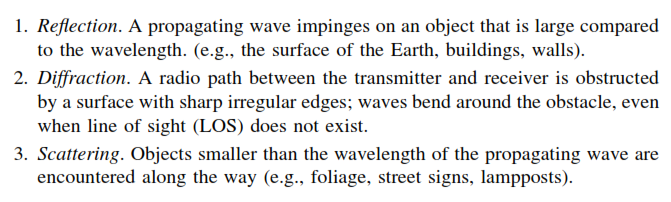 1. Reflection. A propagating wave impinges on an object that is large compared
to the wavelength. (e.g., the surface of the Earth, buildings, walls).
2. Diffraction. A radio path between the transmitter and receiver is obstructed
by a surface with sharp irregular edges; waves bend around the obstacle, even
when line of sight (LOS) does not exist.
3. Scattering. Objects smaller than the wavelength of the propagating wave are
encountered along the way (e.g., foliage, street signs, lampposts).